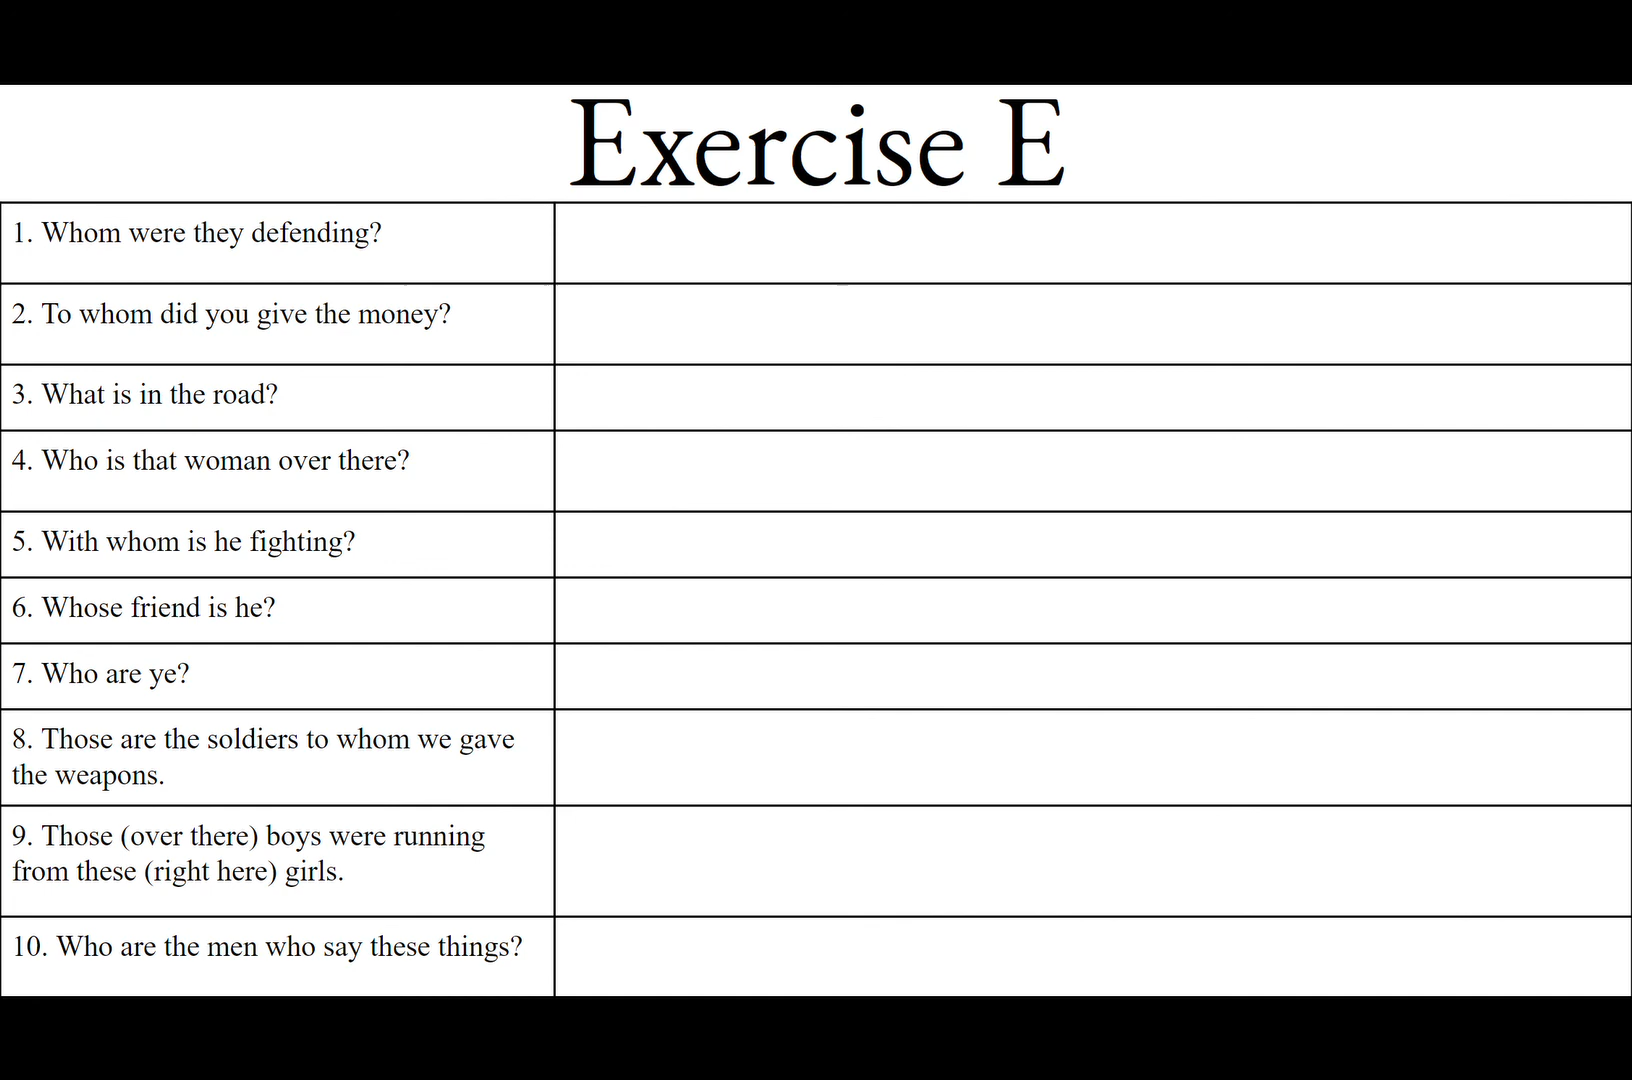 Exercise E
1. Whom were they defending?
2. To whom did you give the money?
3. What is in the road?
4. Who is that woman over there?
5. With whom is he fighting?
6. Whose friend is he?
7. Who are ye?
8. Those are the soldiers to whom we gave
the weapons.
9. Those (over there) boys were running
from these (right here) girls.
10. Who are the men who say these things?